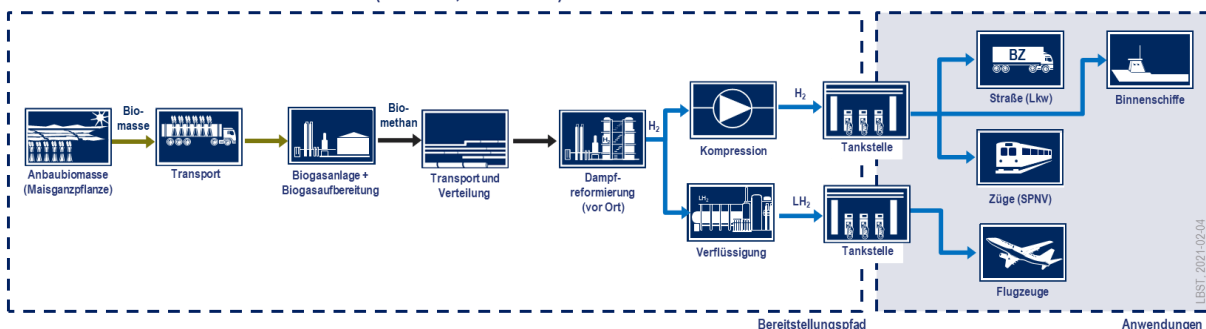 Bio-
masse
Anbaubiomasse
(Maisganzpflanze)
Transport
Biogasanlage +
Biogasaufbereitung
Bio-
methan
Transport und
Verteilung
Dampf-
reformierung
(vor Ort)
H2
Kompression
H2
Tankstelle
LH2
Verflüssigung
LH2
Tankstelle
BZ
Straße (Lkw)
Binnenschiffe
Züge (SPNV)
Flugzeuge
Bereitstellungspfad
Anwendungen
LBST, 2021-02-04